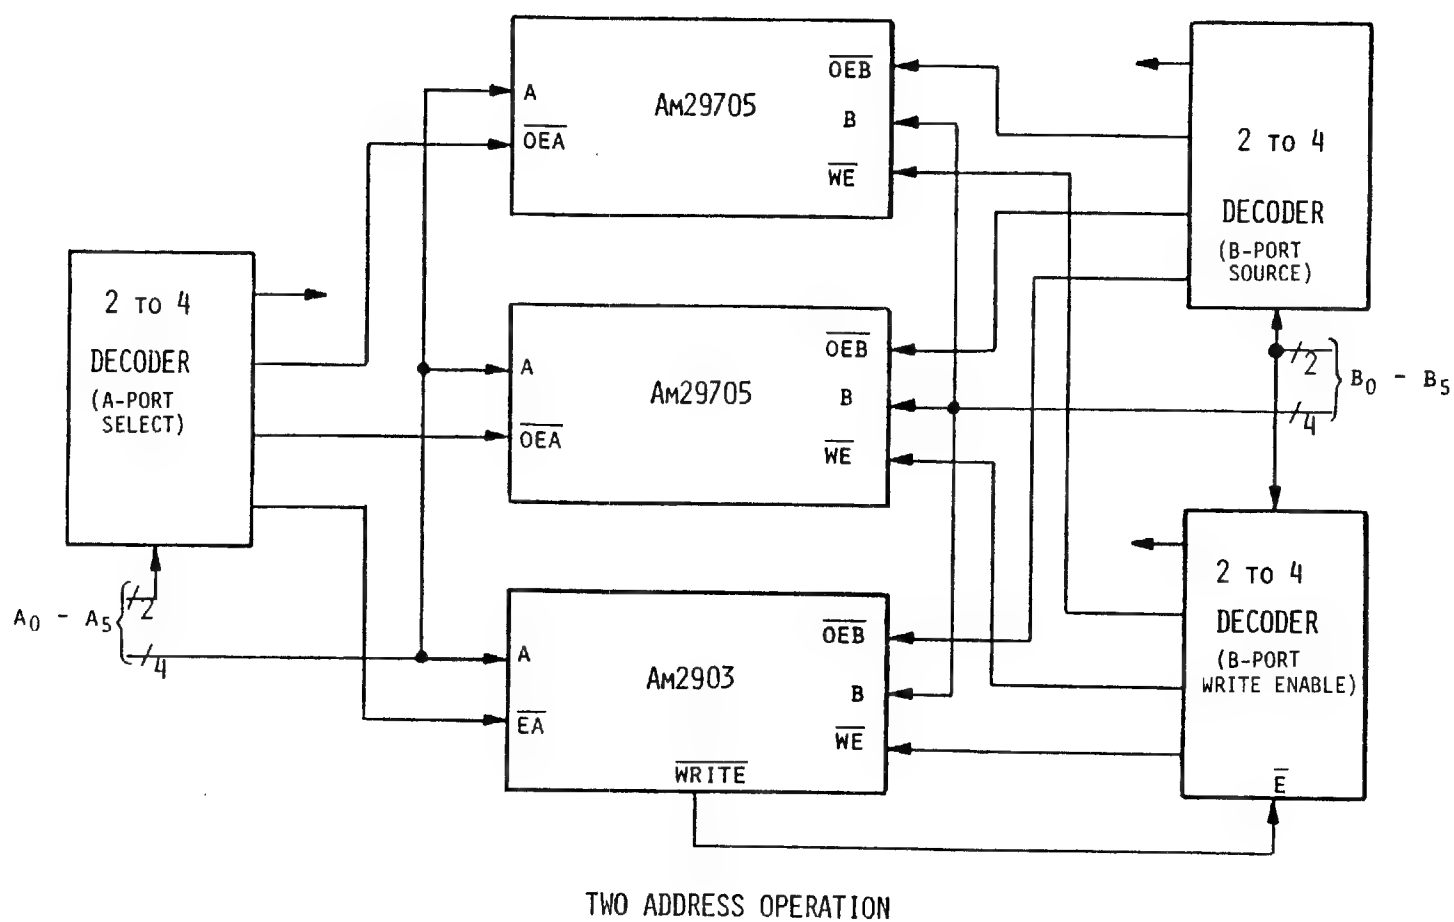 A
OEA
Am29705
OEB
B
WE
2 TO 4
DECODER
(B-PORT
SOURCE)
2 TO 4
DECODER
(A-PORT
SELECT)
A
OEA
Am29705
OEB
B
WE
/2
/4
B0 - B5
A0 - A5
/2
/4
A
EA
Am2903
OEB
B
WE
WRITE
2 TO 4
DECODER
(B-PORT
WRITE ENABLE)
E
TWO ADDRESS OPERATION